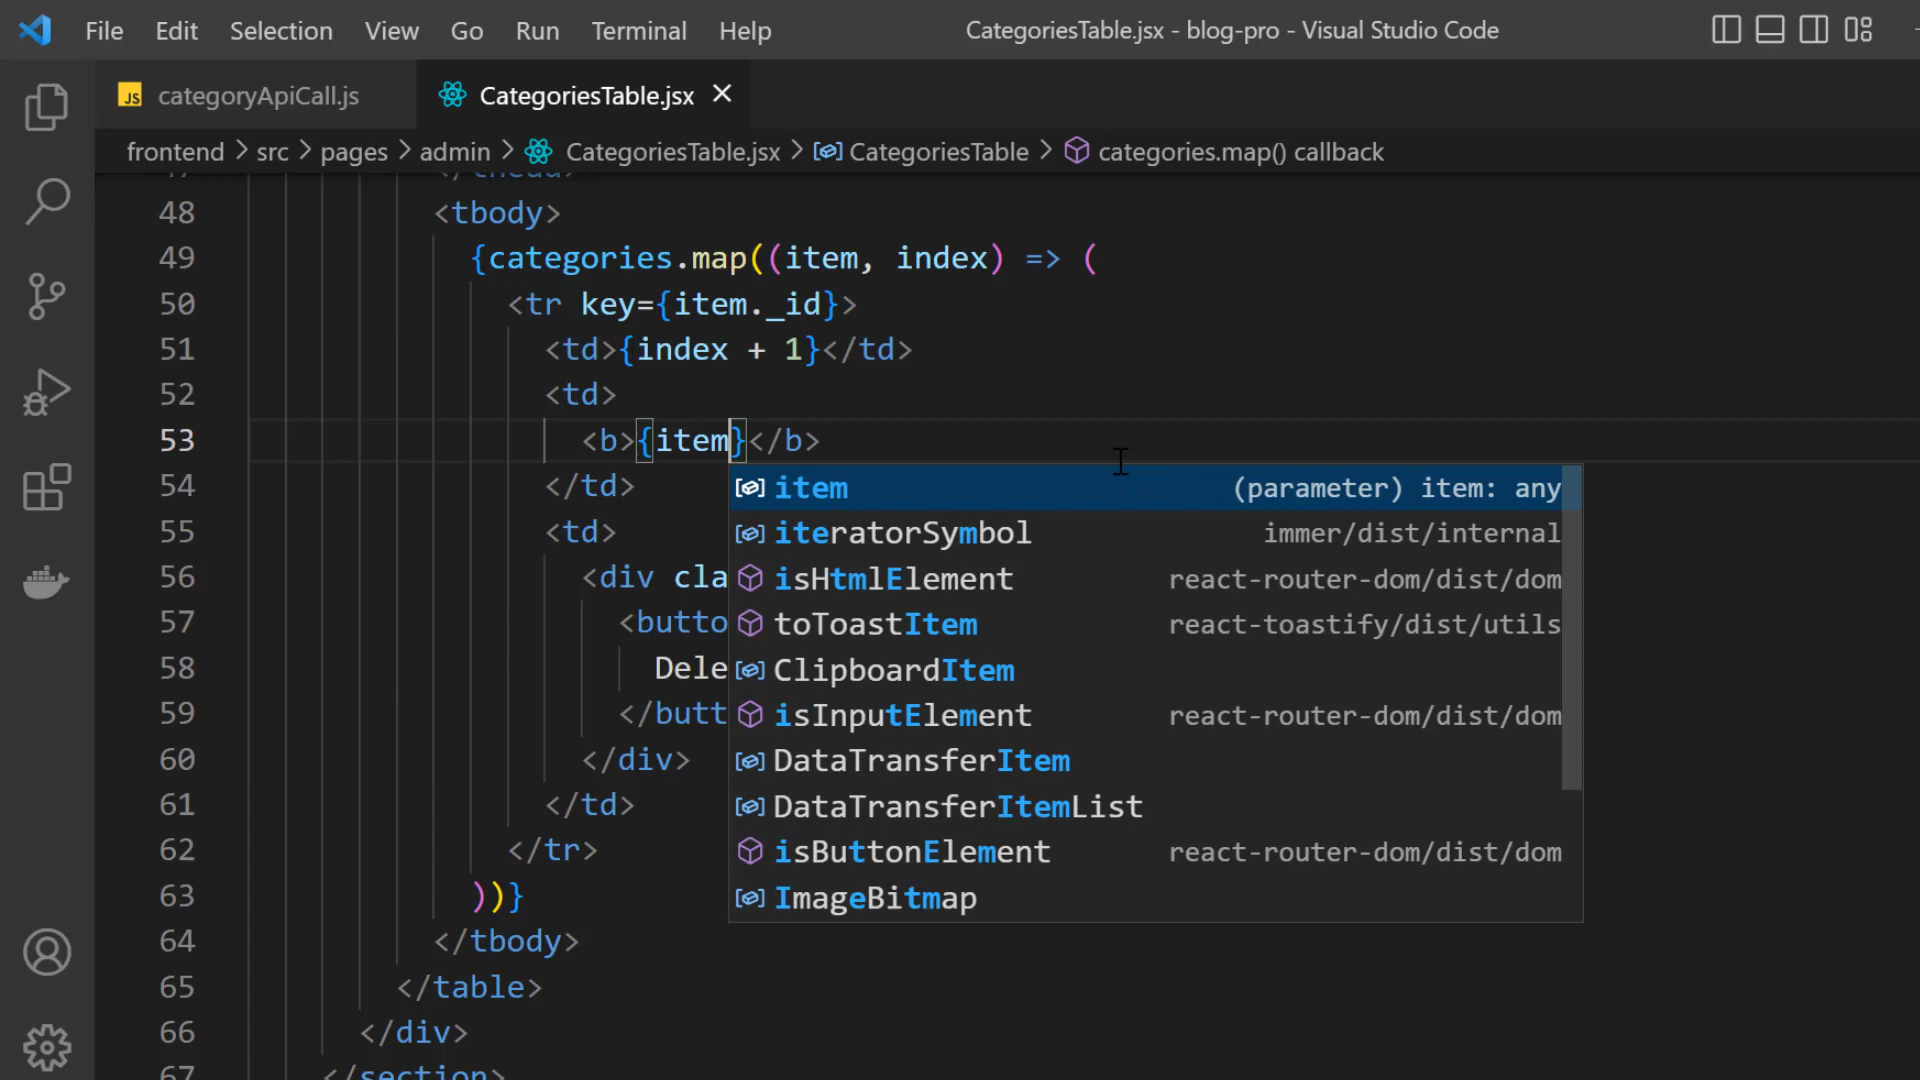 File Edit Selection View Go Run Terminal Help CategoriesTable.jsx - blog-pro - Visual Studio Code
JS categoryApiCall.js CategoriesTable.jsx
frontend > src > pages > admin > CategoriesTable.jsx > CategoriesTable > categories.map() callback
47 </thead>
48 <tbody>
49 {categories.map((item, index) => (
50 <tr key={item._id}>
51 <td>{index + 1}</td>
52 <td>
53 <b>{item}</b>
54 </td>
item (parameter) item: any
iteratorSymbol immer/dist/internal
55 <td>
56 <div cla
isHtmlElement react-router-dom/dist/dom
57 <butto
toToastItem react-toastify/dist/utils
58 Dele
ClipboardItem
59 </butt
isInputElement react-router-dom/dist/dom
60 </div>
DataTransferItem
61 </td>
DataTransferItemList
62 </tr>
isButtonElement react-router-dom/dist/dom
63 ))}
ImageBitmap
64 </tbody>
65 </table>
66 </div>
67 </section>